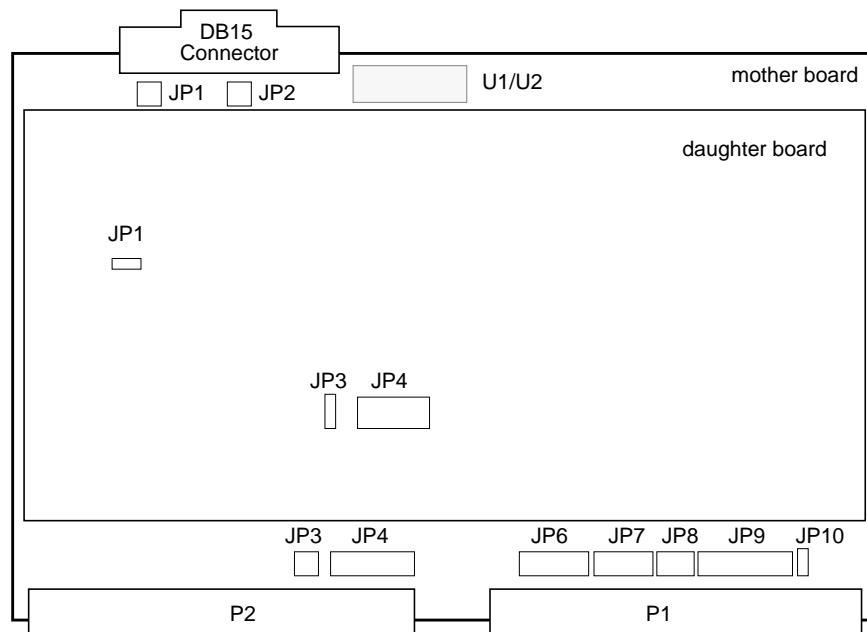 DB15
Connector
mother board
U1/U2
JP1
JP2
daughter board
JP1
JP3
JP4
JP3
JP4
JP6
JP7
JP8
JP9
JP10
P2
P1